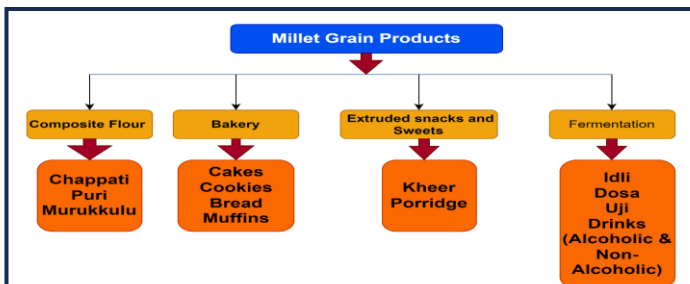 Millet Grain Products
Composite Flour
Bakery
Extruded snacks and
Sweets
Fermentation
Chappati
Puri
Murukkulu
Cakes
Cookies
Bread
Muffins
Kheer
Porridge
Idli
Dosa
Uji
Drinks
(Alcoholic &
Non-
Alcoholic)